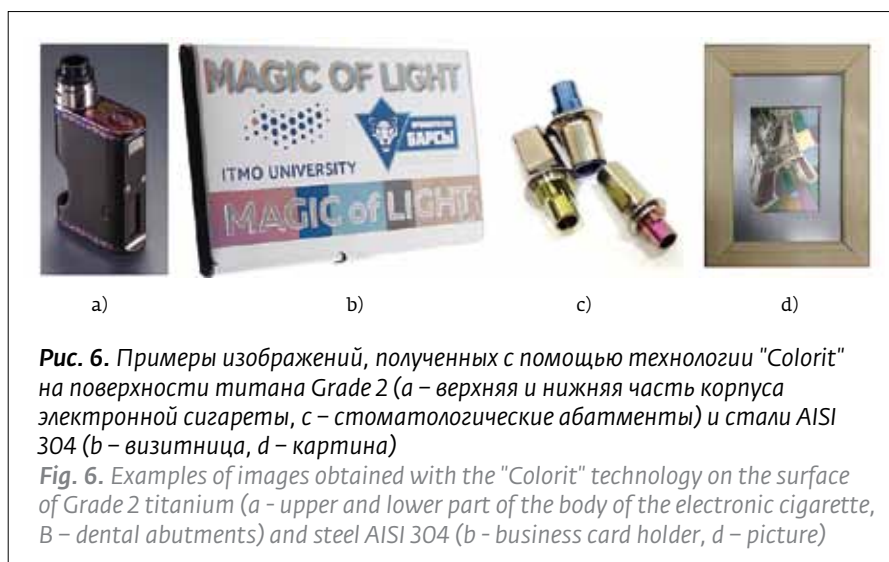 MAGIC OF LIGHT
ITMO UNIVERSITY
БАРСЫ
MAGIC of LIGHT
a) b) c) d)
Рис. 6. Примеры изображений, полученных с помощью технологии "Colorit"
на поверхности титана Grade 2 (a – верхняя и нижняя часть корпуса
электронной сигареты, c – стоматологические абатменты) и стали AISI
304 (b – визитница, d – картина)
Fig. 6. Examples of images obtained with the "Colorit" technology on the surface
of Grade 2 titanium (a - upper and lower part of the body of the electronic cigarette,
B – dental abutments) and steel AISI 304 (b - business card holder, d – picture)